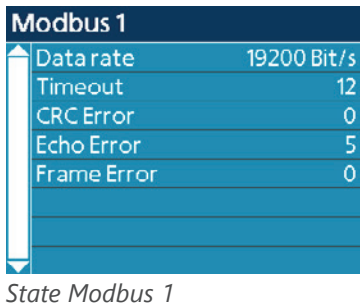 Modbus 1
Data rate 19200 Bit/s
Timeout 12
CRC Error 0
Echo Error 5
Frame Error 0
State Modbus 1